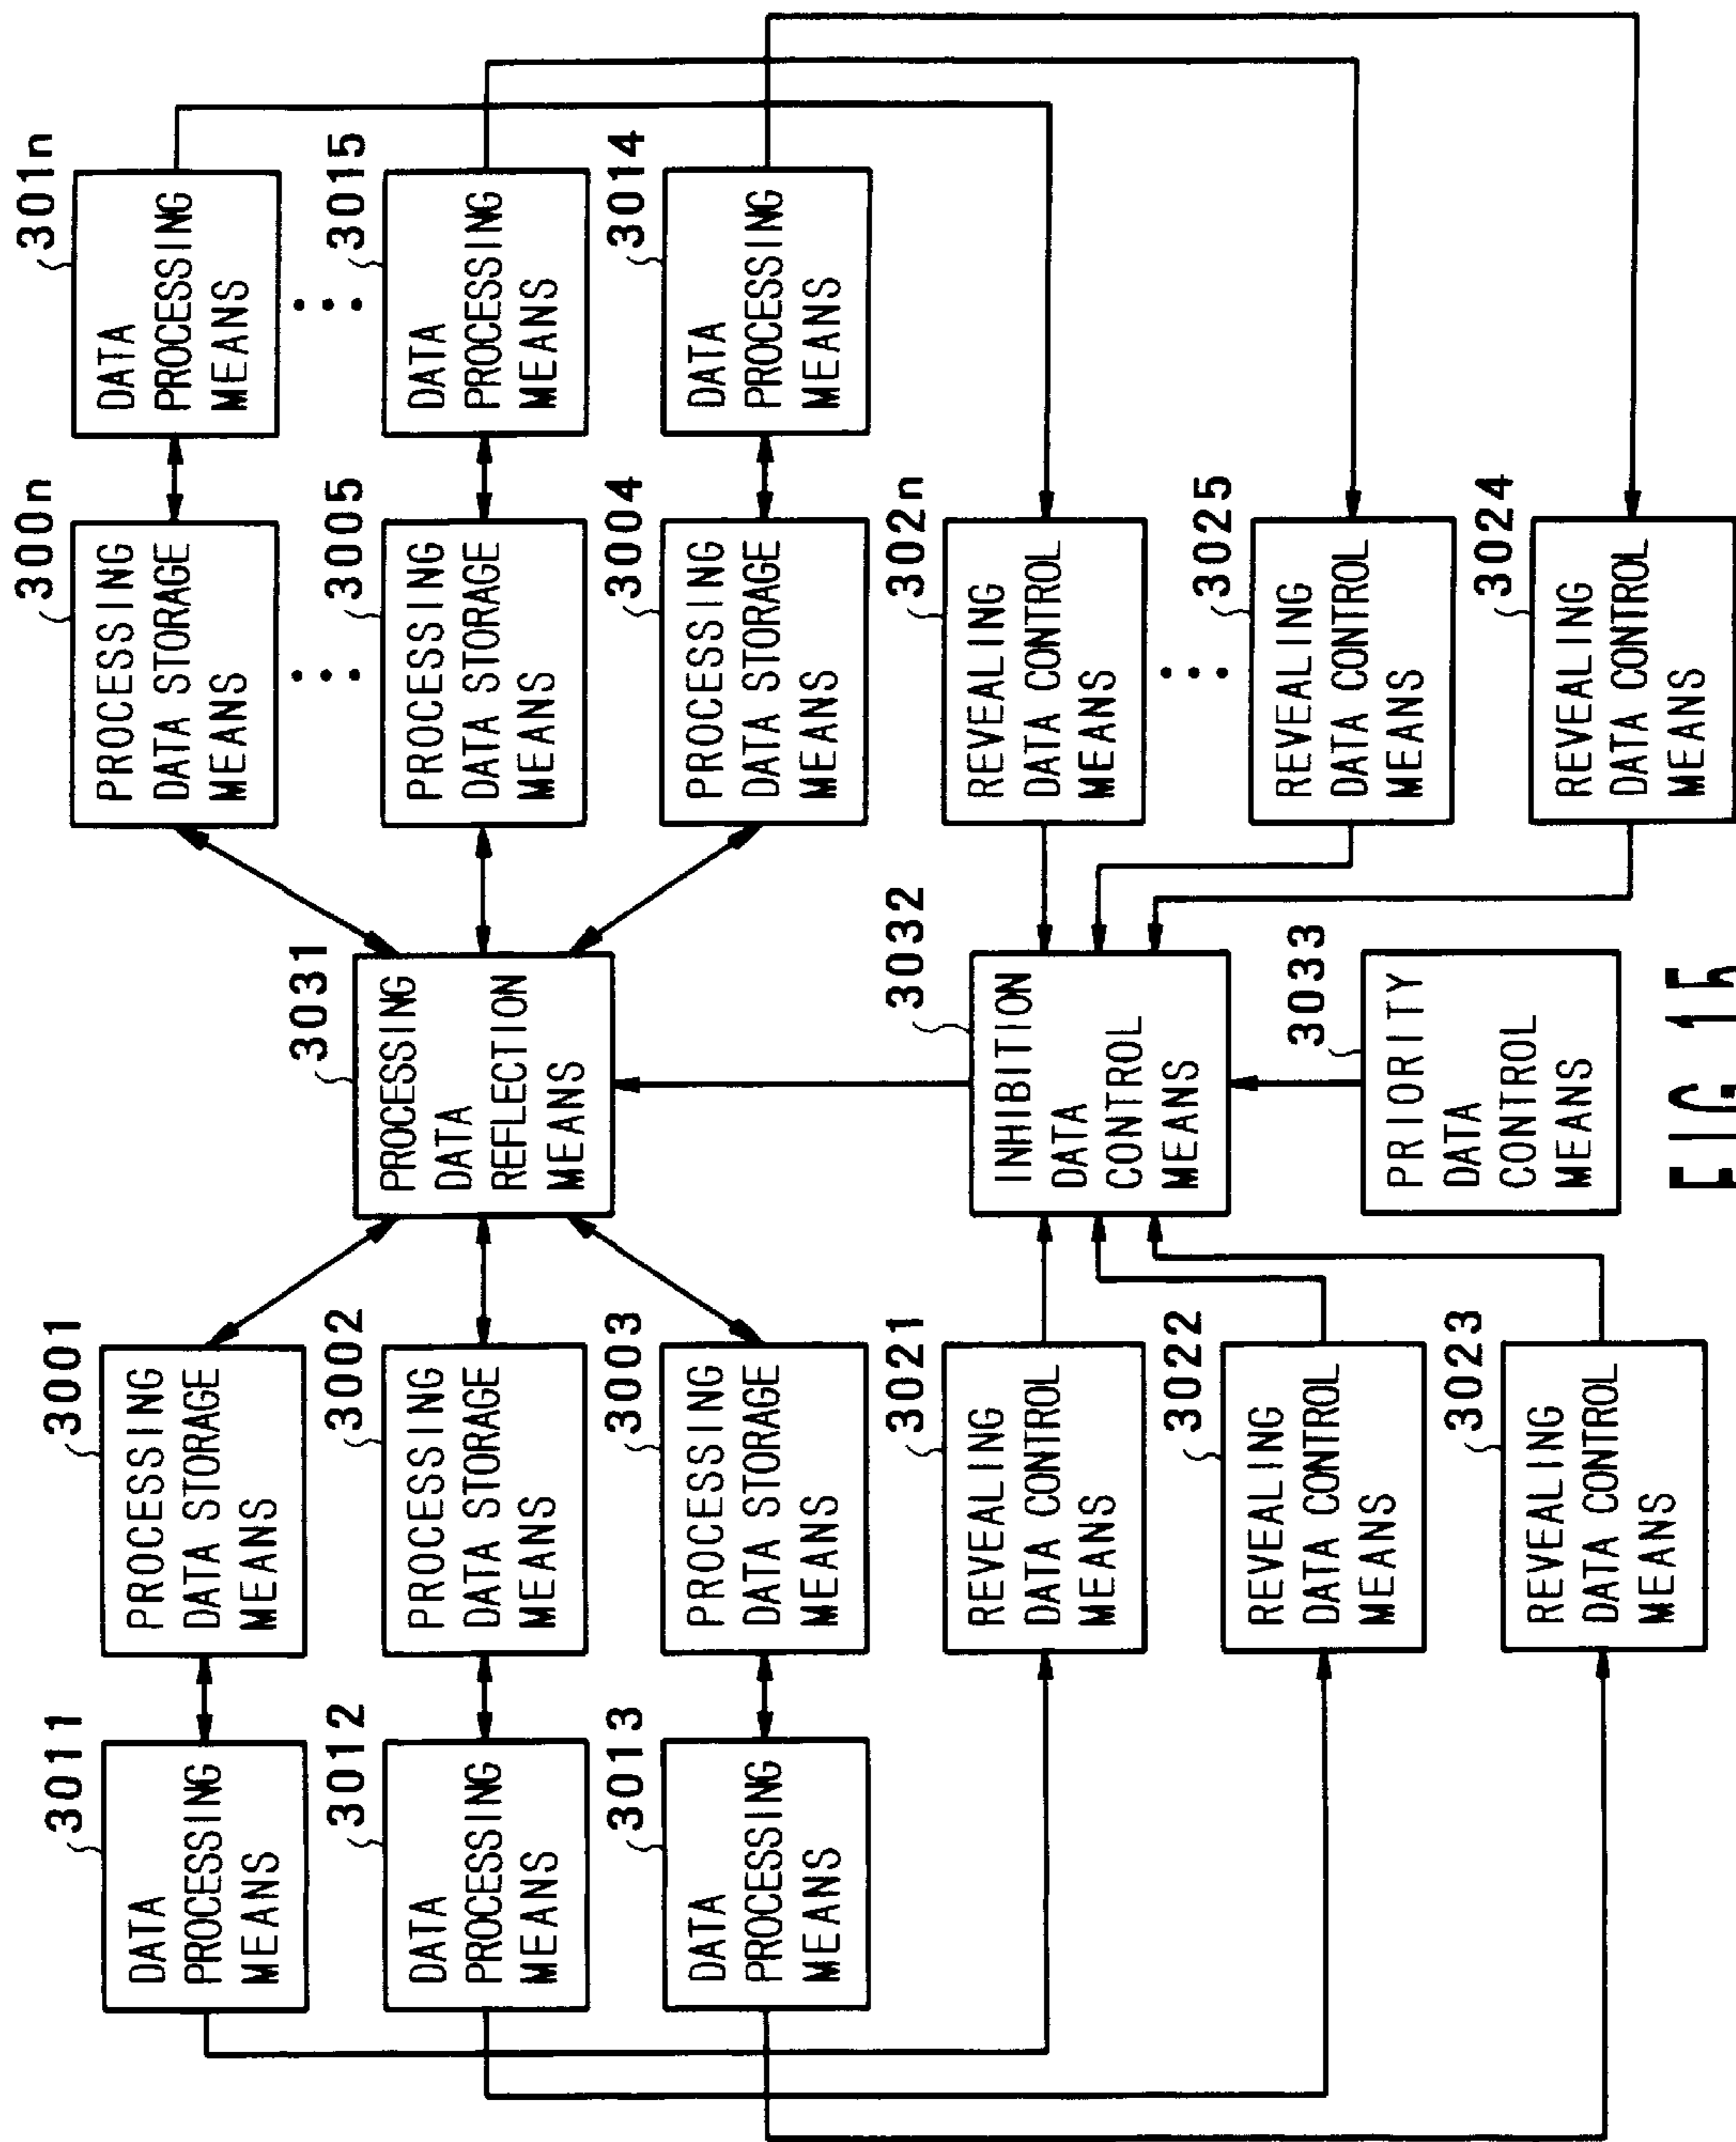 3011
DATA
PROCESSING
MEANS
3001
PROCESSING
DATA STORAGE
MEANS
300n
PROCESSING
DATA STORAGE
MEANS
301n
DATA
PROCESSING
MEANS
3012
DATA
PROCESSING
MEANS
3002
PROCESSING
DATA STORAGE
MEANS
3031
PROCESSING
DATA
REFLECTION
MEANS
3005
PROCESSING
DATA STORAGE
MEANS
3015
DATA
PROCESSING
MEANS
3013
DATA
PROCESSING
MEANS
3003
PROCESSING
DATA STORAGE
MEANS
3004
PROCESSING
DATA STORAGE
MEANS
3014
DATA
PROCESSING
MEANS
3021
REVEALING
DATA CONTROL
MEANS
3032
INHIBITION
DATA
CONTROL
MEANS
302n
REVEALING
DATA CONTROL
MEANS
3022
REVEALING
DATA CONTROL
MEANS
3025
REVEALING
DATA CONTROL
MEANS
3033
PRIORITY
DATA
CONTROL
MEANS
3023
REVEALING
DATA CONTROL
MEANS
3024
REVEALING
DATA CONTROL
MEANS
FIG.